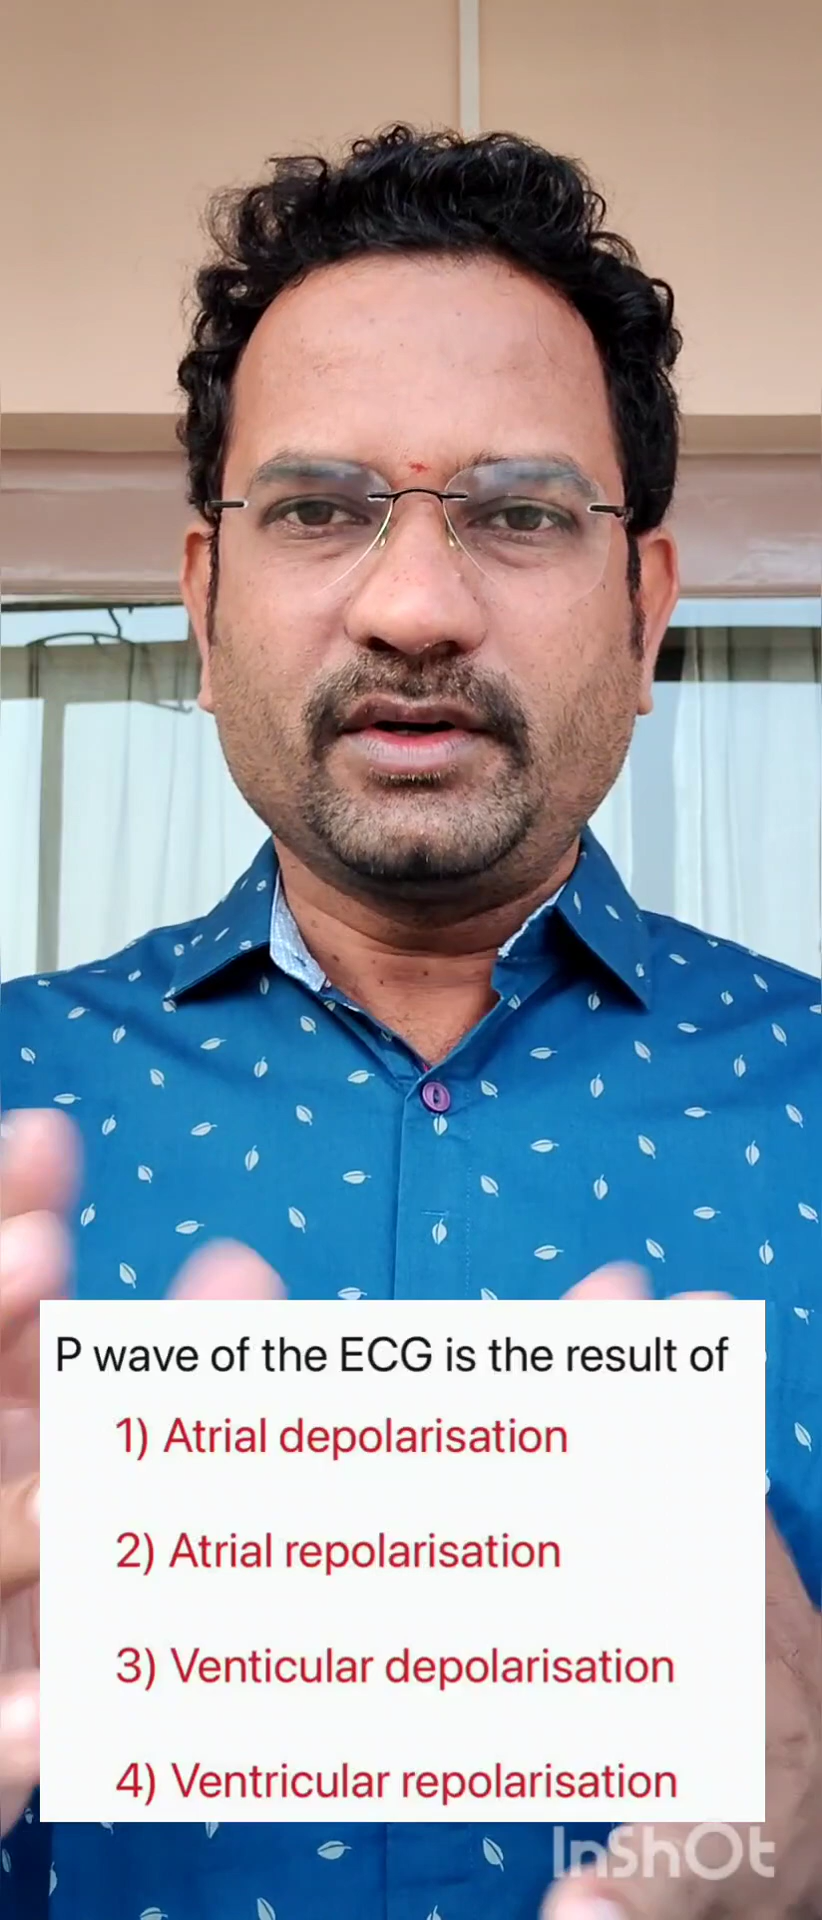 P wave of the ECG is the result of
1) Atrial depolarisation
2) Atrial repolarisation
3) Venticular depolarisation
4) Ventricular repolarisation
InShOt